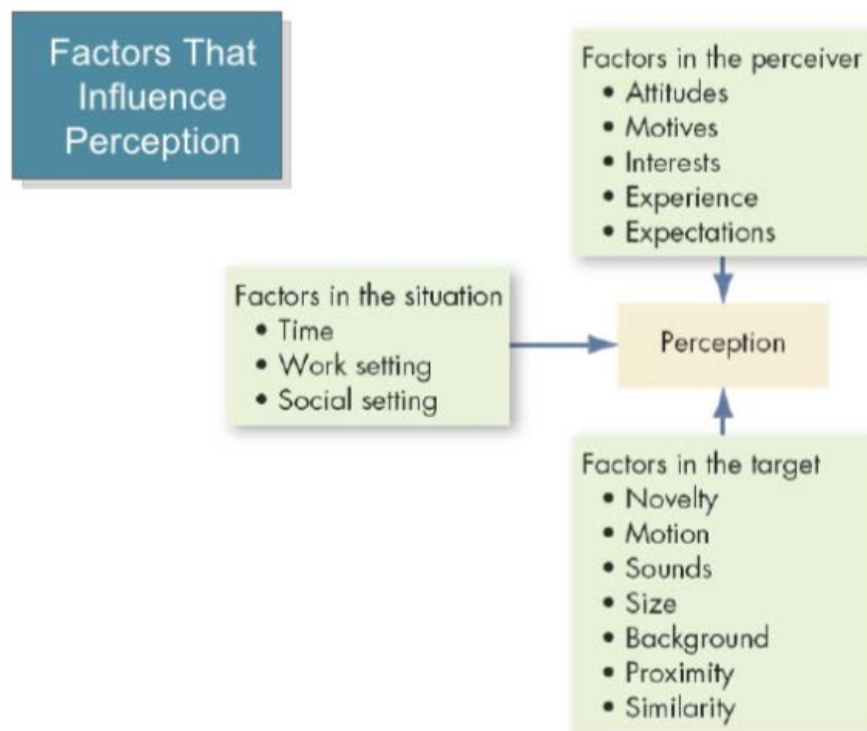 Factors That
Influence
Perception
Factors in the perceiver
• Attitudes
• Motives
• Interests
• Experience
• Expectations
Factors in the situation
• Time
• Work setting
• Social setting
Perception
Factors in the target
• Novelty
• Motion
• Sounds
• Size
• Background
• Proximity
• Similarity